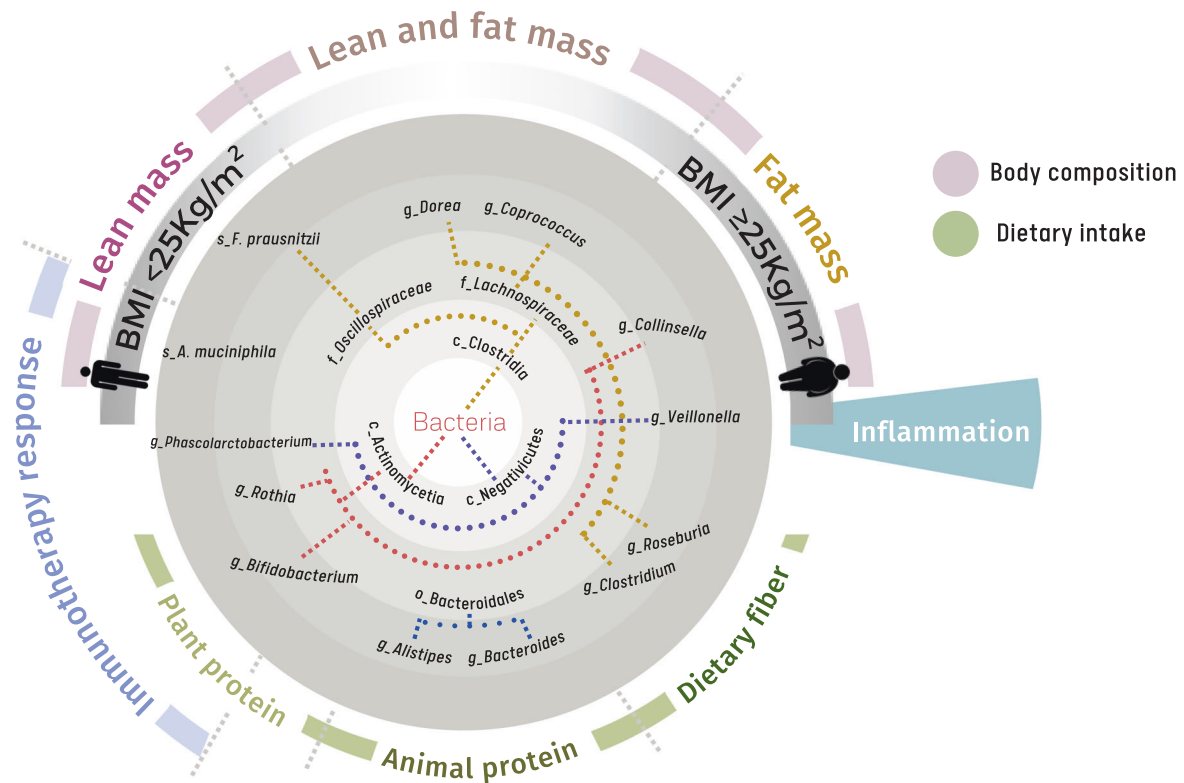 Lean and fat mass
Lean mass
BMI <25Kg/m²
BMI ≥25Kg/m²
Fat mass
Body composition
Dietary intake
g_Dorea
g_Coprococcus
s_F. prausnitzii
f_Oscillospiraceae
f_Lachnospiraceae
g_Collinsella
c_Clostridia
s_A. muciniphila
Bacteria
g_Veillonella
Inflammation
g_Phascolarctobacterium
c_Actinomycetia
c_Negativicutes
g_Rothia
g_Roseburia
g_Bifidobacterium
g_Clostridium
o_Bacteroidales
g_Alistipes
g_Bacteroides
Immunotherapy response
Plant protein
Animal protein
Dietary fiber